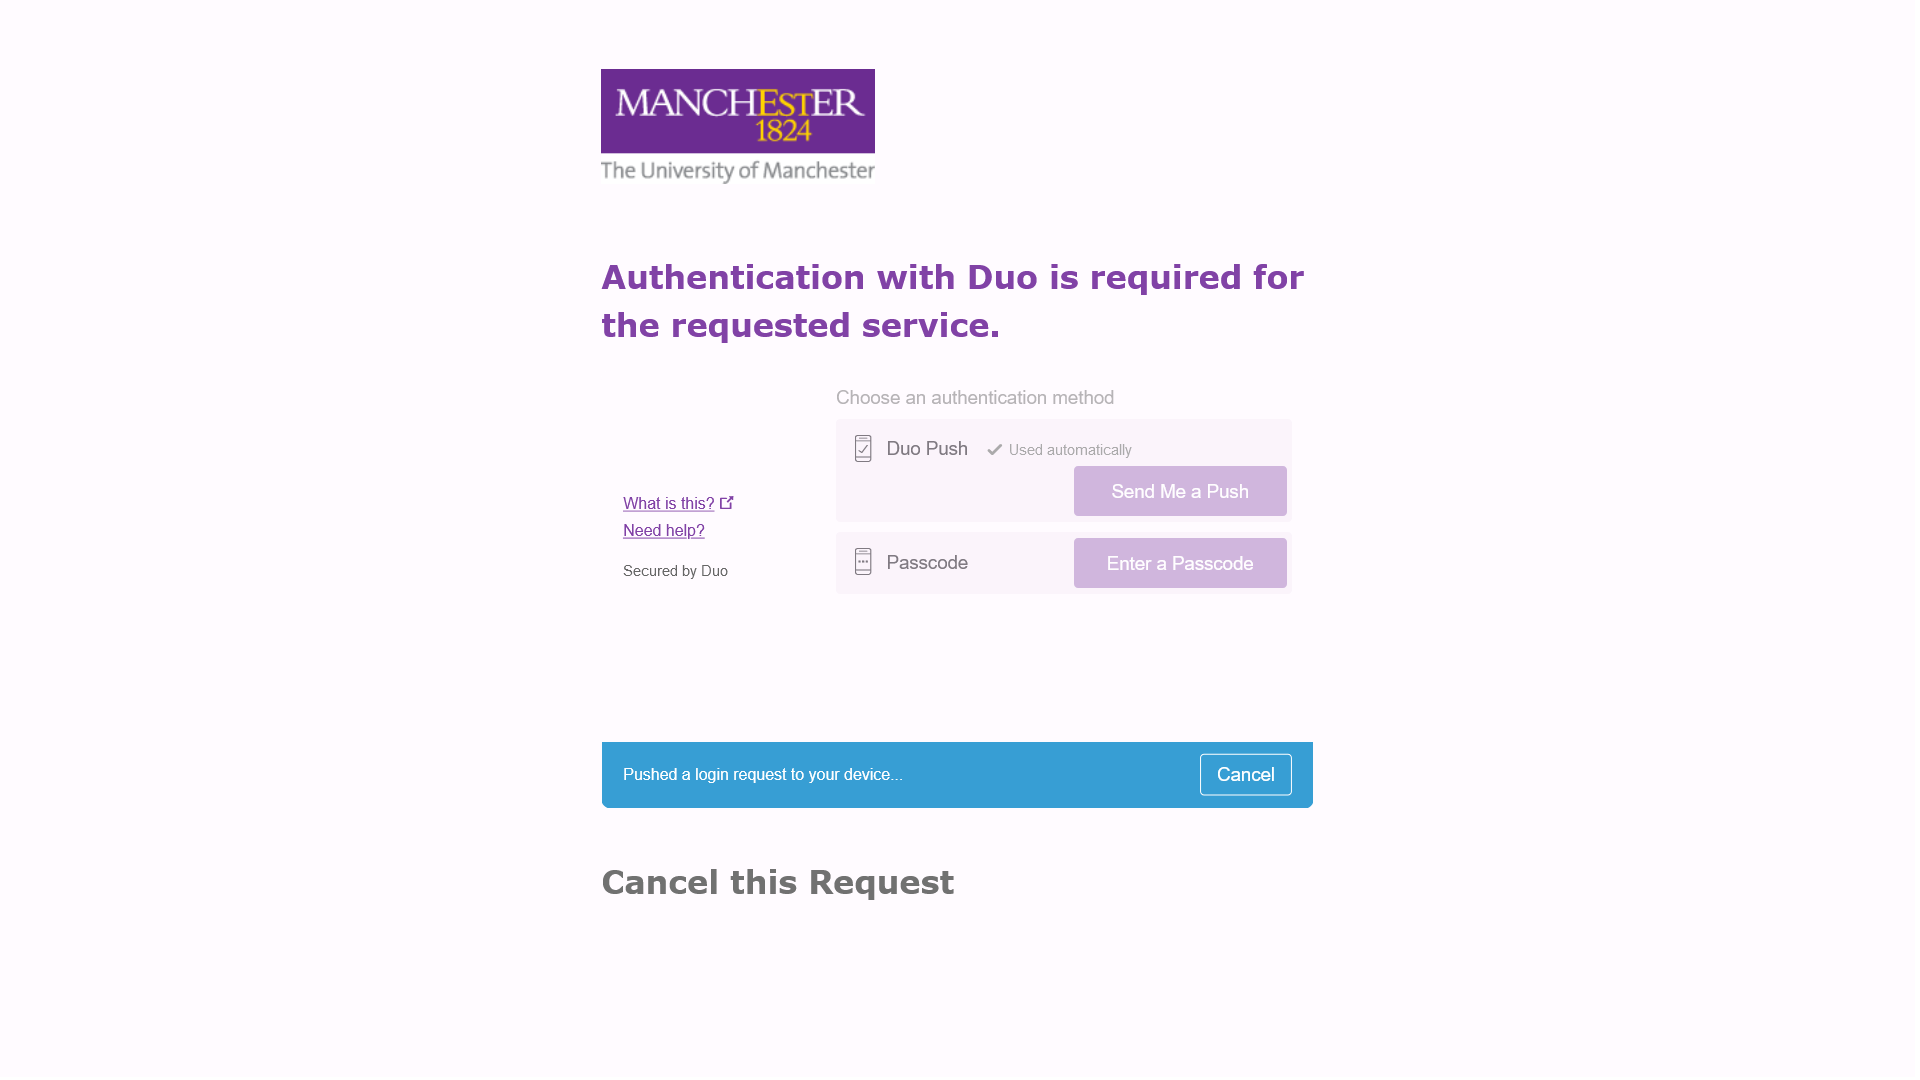 MANCHESTER
1824
The University of Manchester
Authentication with Duo is required for
the requested service.
Choose an authentication method
Duo Push Used automatically
Send Me a Push
What is this?
Need help?
Secured by Duo
Passcode Enter a Passcode
Pushed a login request to your device... Cancel
Cancel this Request